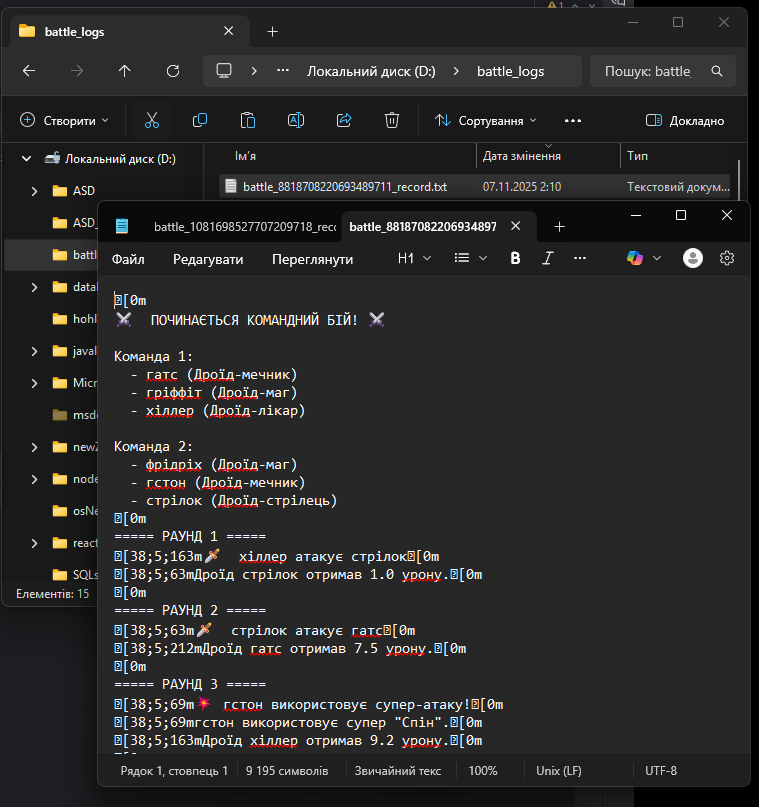 1
battle_logs
Локальний диск (D:)
battle_logs
Пошук: battle_
Створити
Сортування
Докладно
Локальний диск (D:)
Ім'я
Дата змінення
Тип
battle_8818708220693489711_record.txt
07.11.2025 2:10
Текстовий докум...
ASD
ASD_
battl
datal
hohl
javal
Micr
msdo
new2
node
osNe
react
SQLs
Елементів: 15
battle_1081698527707209718_reco
battle_88187082206934897
Файл
Редагувати
Переглянути
H1
B
I
[0m
⚔ ПОЧИНАЄТЬСЯ КОМАНДНИЙ БІЙ! ⚔
Команда 1:
- гатс (Дроїд-мечник)
- гріффіт (Дроїд-маг)
- хіллер (Дроїд-лікар)
Команда 2:
- фрідріх (Дроїд-маг)
- гстон (Дроїд-мечник)
- стрілок (Дроїд-стрілець)
[0m
===== РАУНД 1 =====
[38;5;163m🗡 хіллер атакує стрілок[0m
[38;5;63mДроїд стрілок отримав 1.0 урону.[0m
[0m
===== РАУНД 2 =====
[38;5;63m🗡 стрілок атакує гатс[0m
[38;5;212mДроїд гатс отримав 7.5 урону.[0m
[0m
===== РАУНД 3 =====
[38;5;69m💥 гстон використовує супер-атаку![0m
[38;5;69mгстон використовує супер "Спін".[0m
[38;5;163mДроїд хіллер отримав 9.2 урону.[0m
Рядок 1, стовпець 1
9 195 символів
Звичайний текст
100%
Unix (LF)
UTF-8